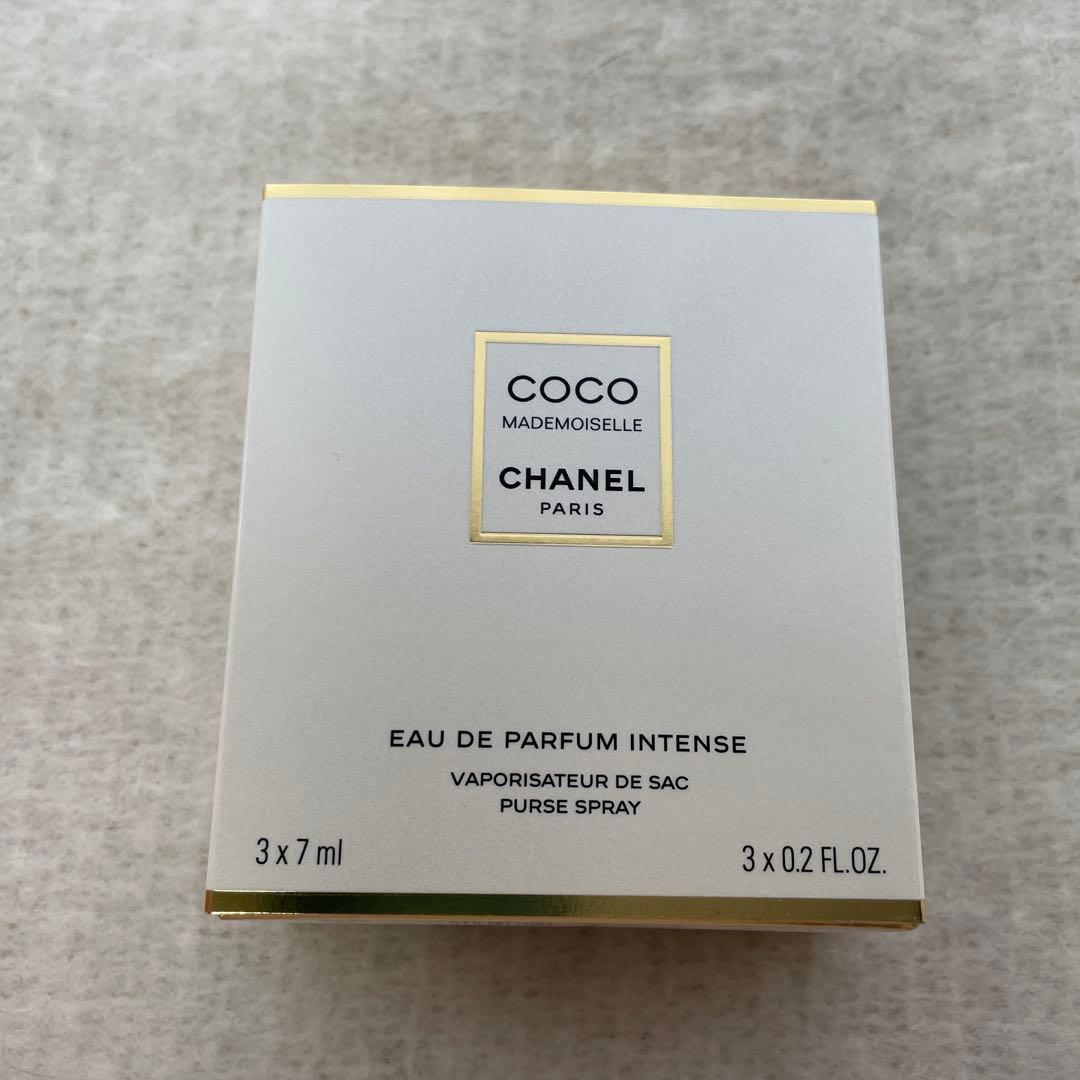 COCO
MADEMOISELLE
CHANEL
PARIS
EAU DE PARFUM INTENSE
VAPORISATEUR DE SAC
PURSE SPRAY
3 x 7 ml
3 x 0.2 FL.OZ.